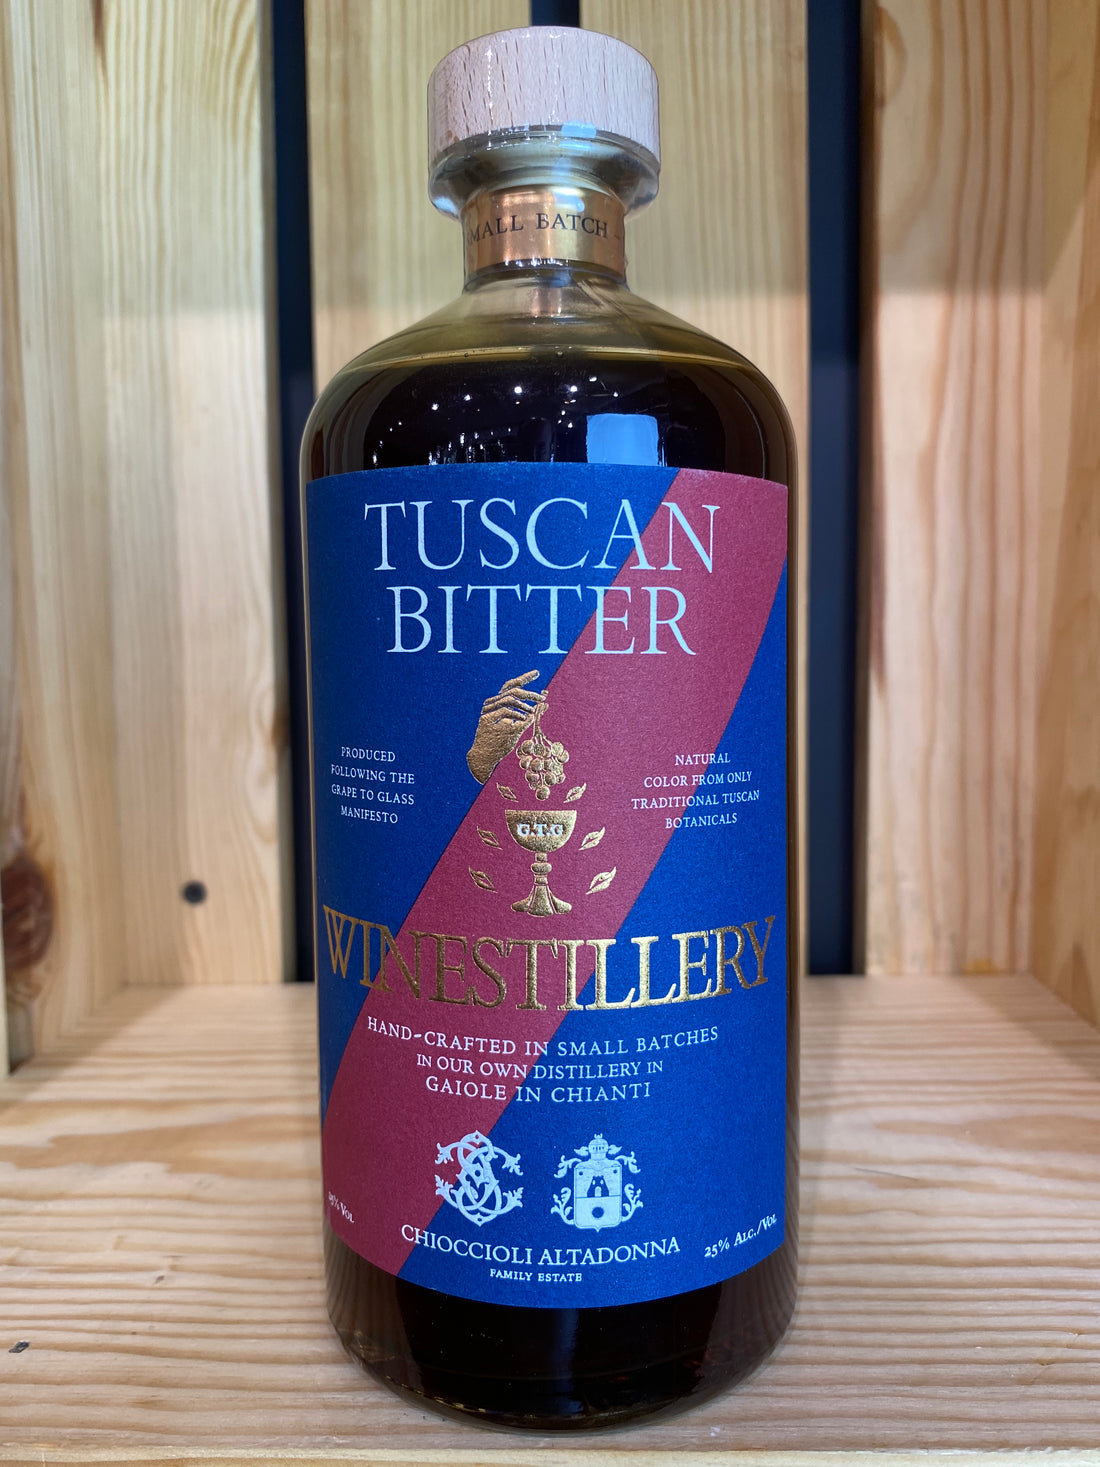 SMALL BATCH -
TUSCAN
BITTER
PRODUCED
FOLLOWING THE
GRAPE TO GLASS
MANIFESTO
NATURAL
COLOR FROM ONLY
TRADITIONAL TUSCAN
BOTANICALS
G.T.G
WINESTILLERY
HAND-CRAFTED IN SMALL BATCHES
IN OUR OWN DISTILLERY IN
GAIOLE IN CHIANTI
CHIOCCIOLI ALTADONNA
FAMILY ESTATE
25% VOL
25% ALC./VOL